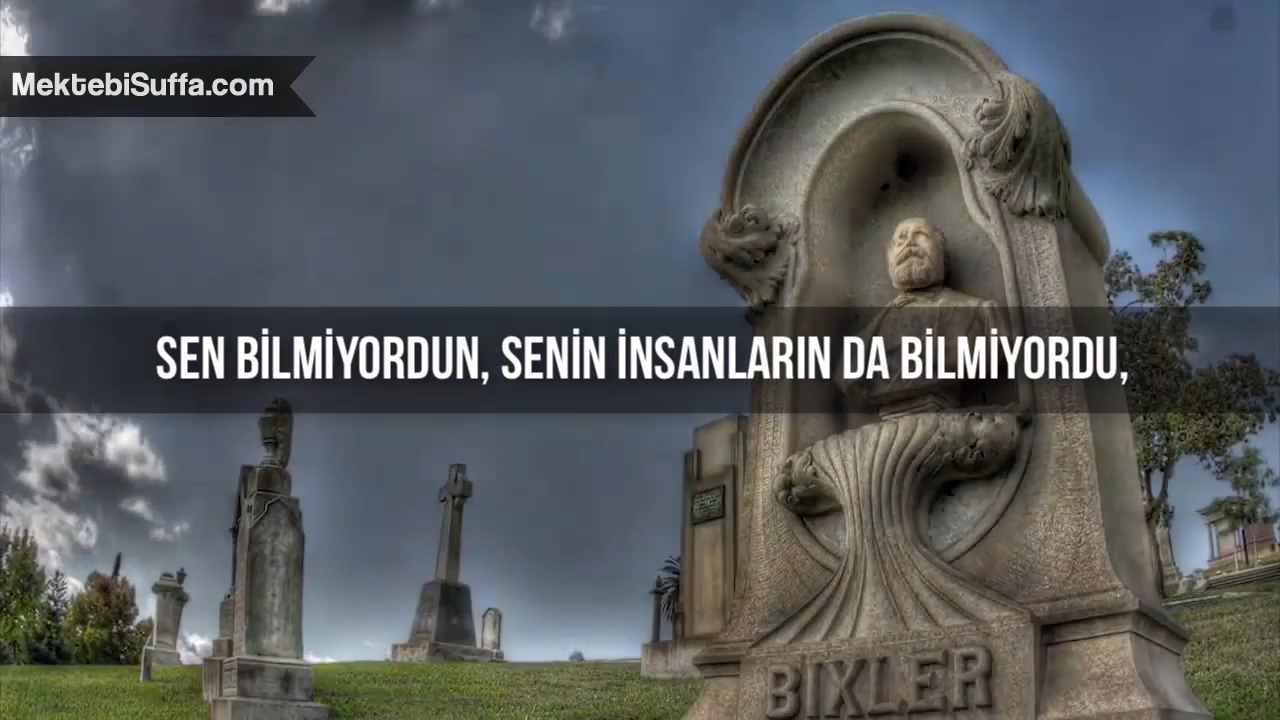 MektebiSuffa.com
SEN BİLMİYORDUN, SENİN İNSANLARIN DA BİLMİYORDU,
BIXLER